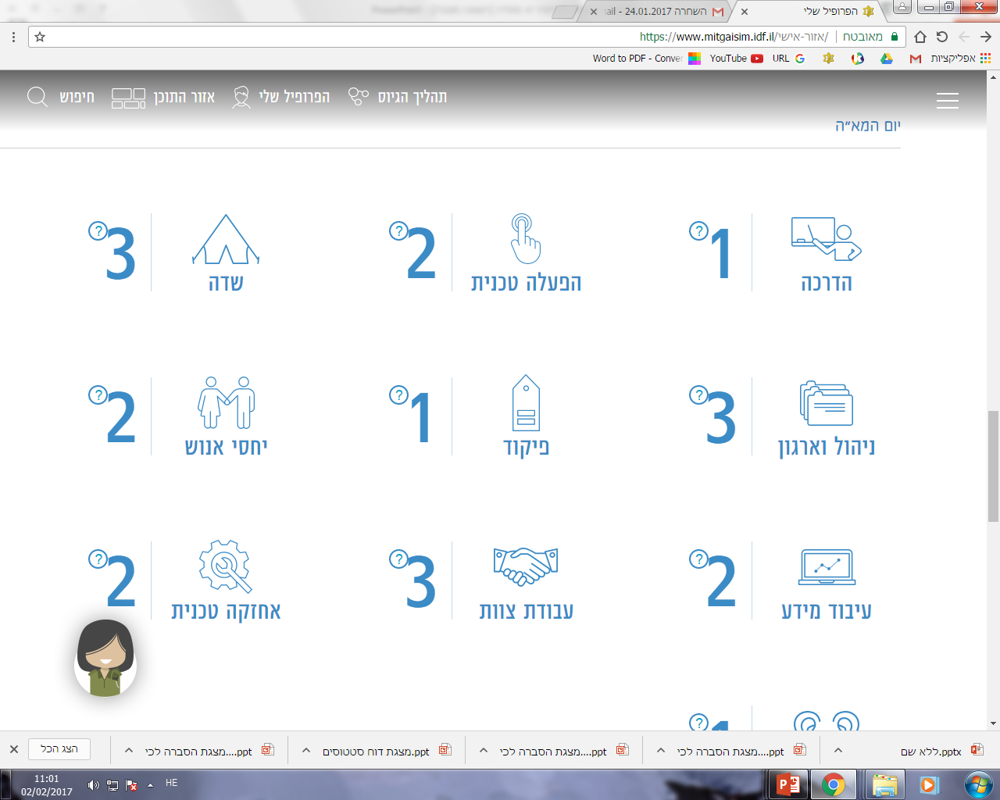 הפרופיל שלי
השחרה 24.01.2017 -
מאובטח
https://www.mitgaisim.idf.il/אזור-אישי/
אפליקציות
URL
YouTube
Word to PDF - Conver
תהליך הגיוס
הפרופיל שלי
אזור התוכן
חיפוש
יום המא״ה
1
?
הדרכה
2
?
הפעלה טכנית
3
?
שדה
3
?
ניהול וארגון
1
?
פיקוד
2
?
יחסי אנוש
2
?
עיבוד מידע
3
?
עבודת צוות
2
?
אחזקה טכנית
1
?
ללא שם.pptx
מצגת הסברה לכי....ppt
מצגת הסברה לכי....ppt
מצגת דוח סטטוסים.ppt
מצגת הסברה לכי....ppt
הצג הכל
HE
11:01
02/02/2017